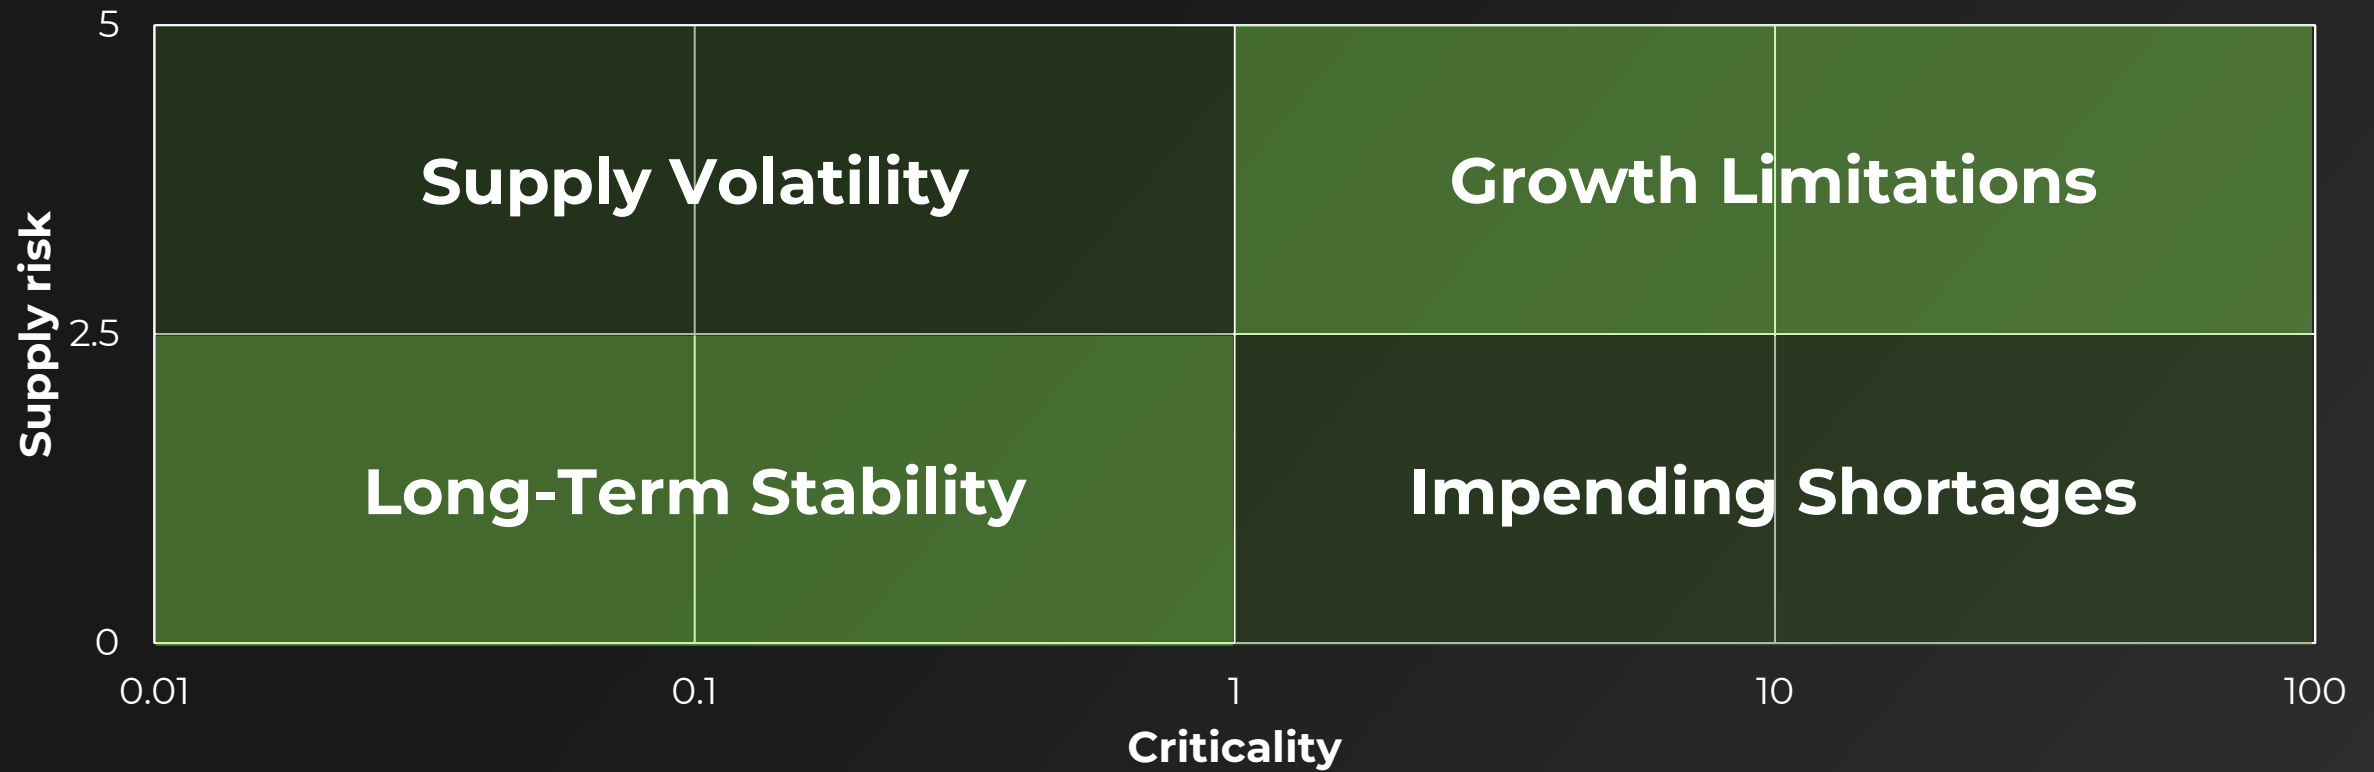 5
Supply Volatility
Growth Limitations
Supply risk
2.5
Long-Term Stability
Impending Shortages
0
0.01
0.1
1
10
100
Criticality